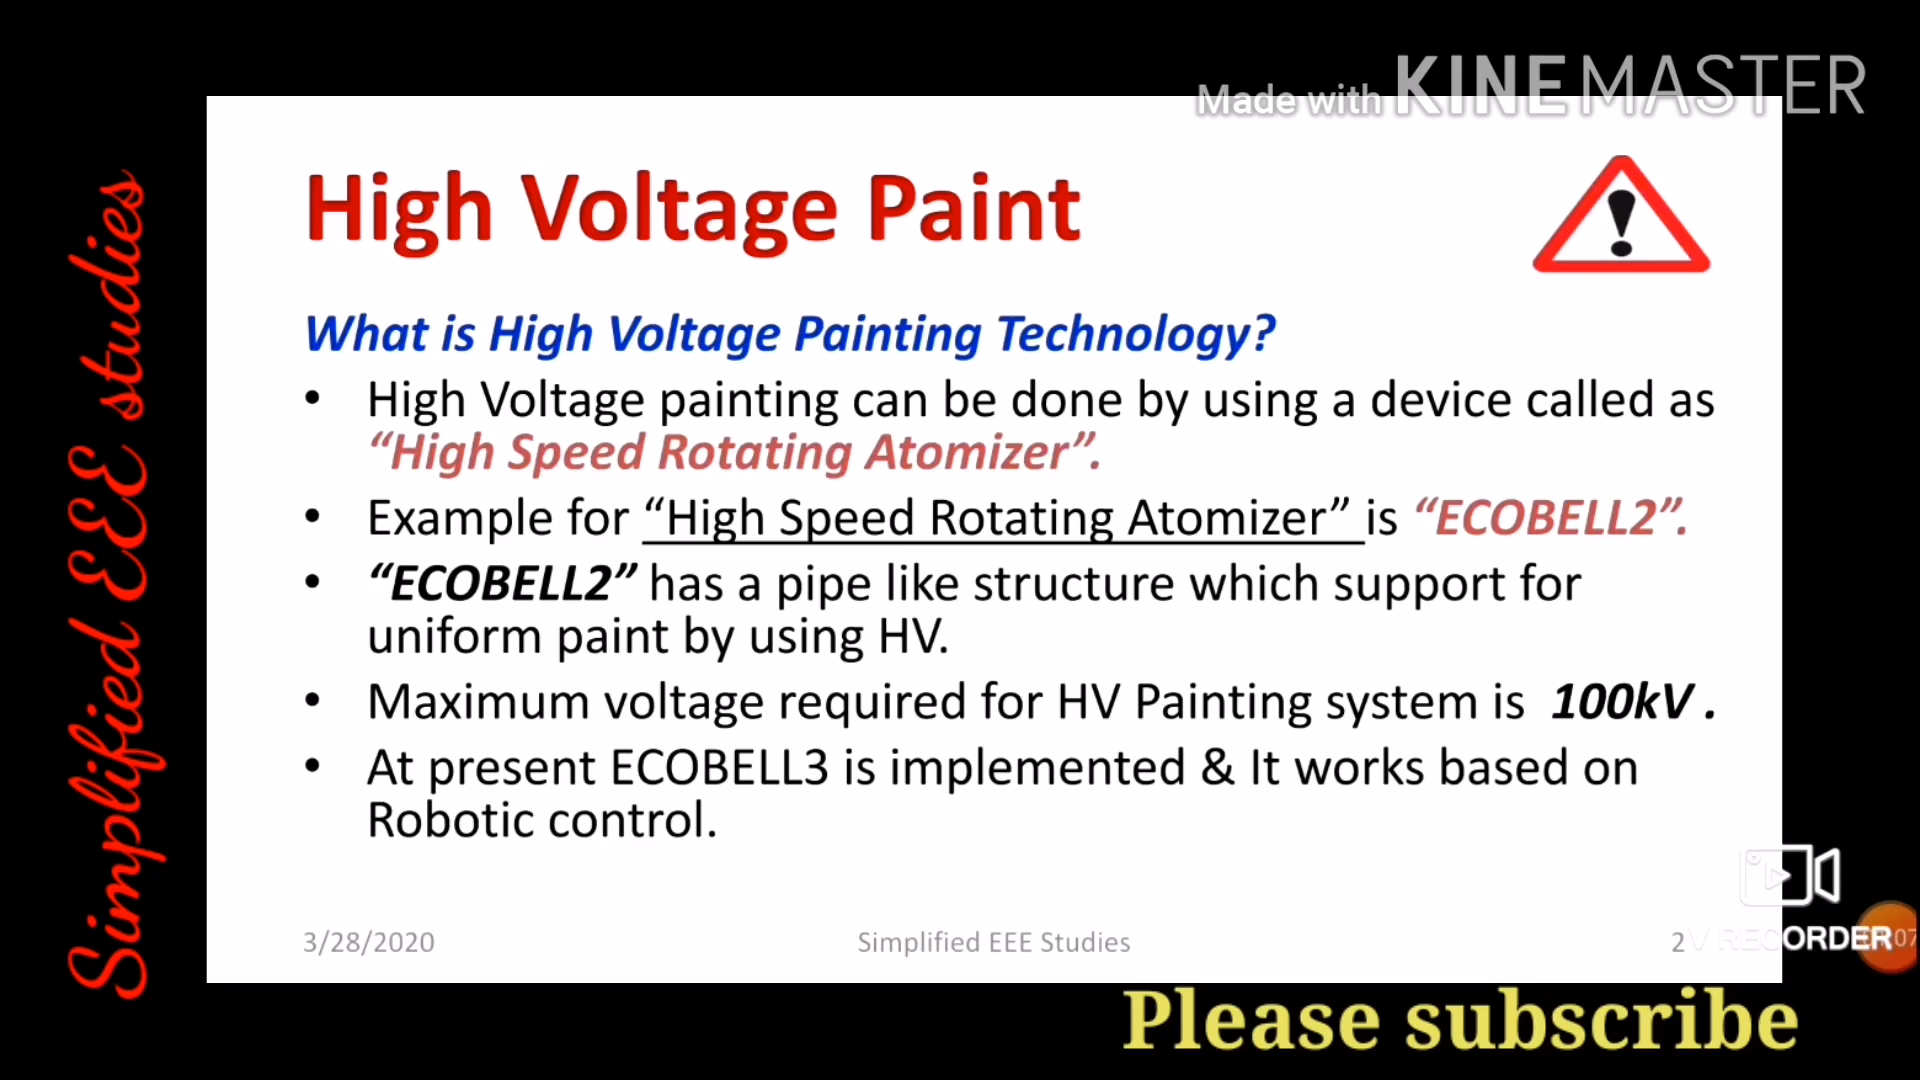 Made with KINEMASTER
Simplified EEE studies
High Voltage Paint
What is High Voltage Painting Technology?
• High Voltage painting can be done by using a device called as
“High Speed Rotating Atomizer”.
• Example for “High Speed Rotating Atomizer” is “ECOBELL2”.
• “ECOBELL2” has a pipe like structure which support for
uniform paint by using HV.
• Maximum voltage required for HV Painting system is 100kV .
• At present ECOBELL3 is implemented & It works based on
Robotic control.
3/28/2020
Simplified EEE Studies
2
V RECORDER
Please subscribe